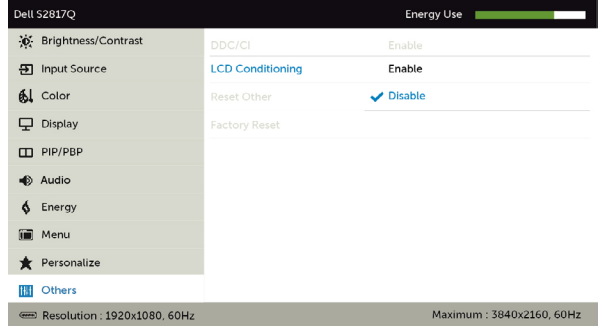 Dell S2817Q Energy Use
Brightness/Contrast
DDC/CI Enable
Input Source
LCD Conditioning Enable
Color
Reset Other Disable
Display
Factory Reset
PIP/PBP
Audio
Energy
Menu
Personalize
Others
Resolution : 1920x1080, 60Hz Maximum : 3840x2160, 60Hz